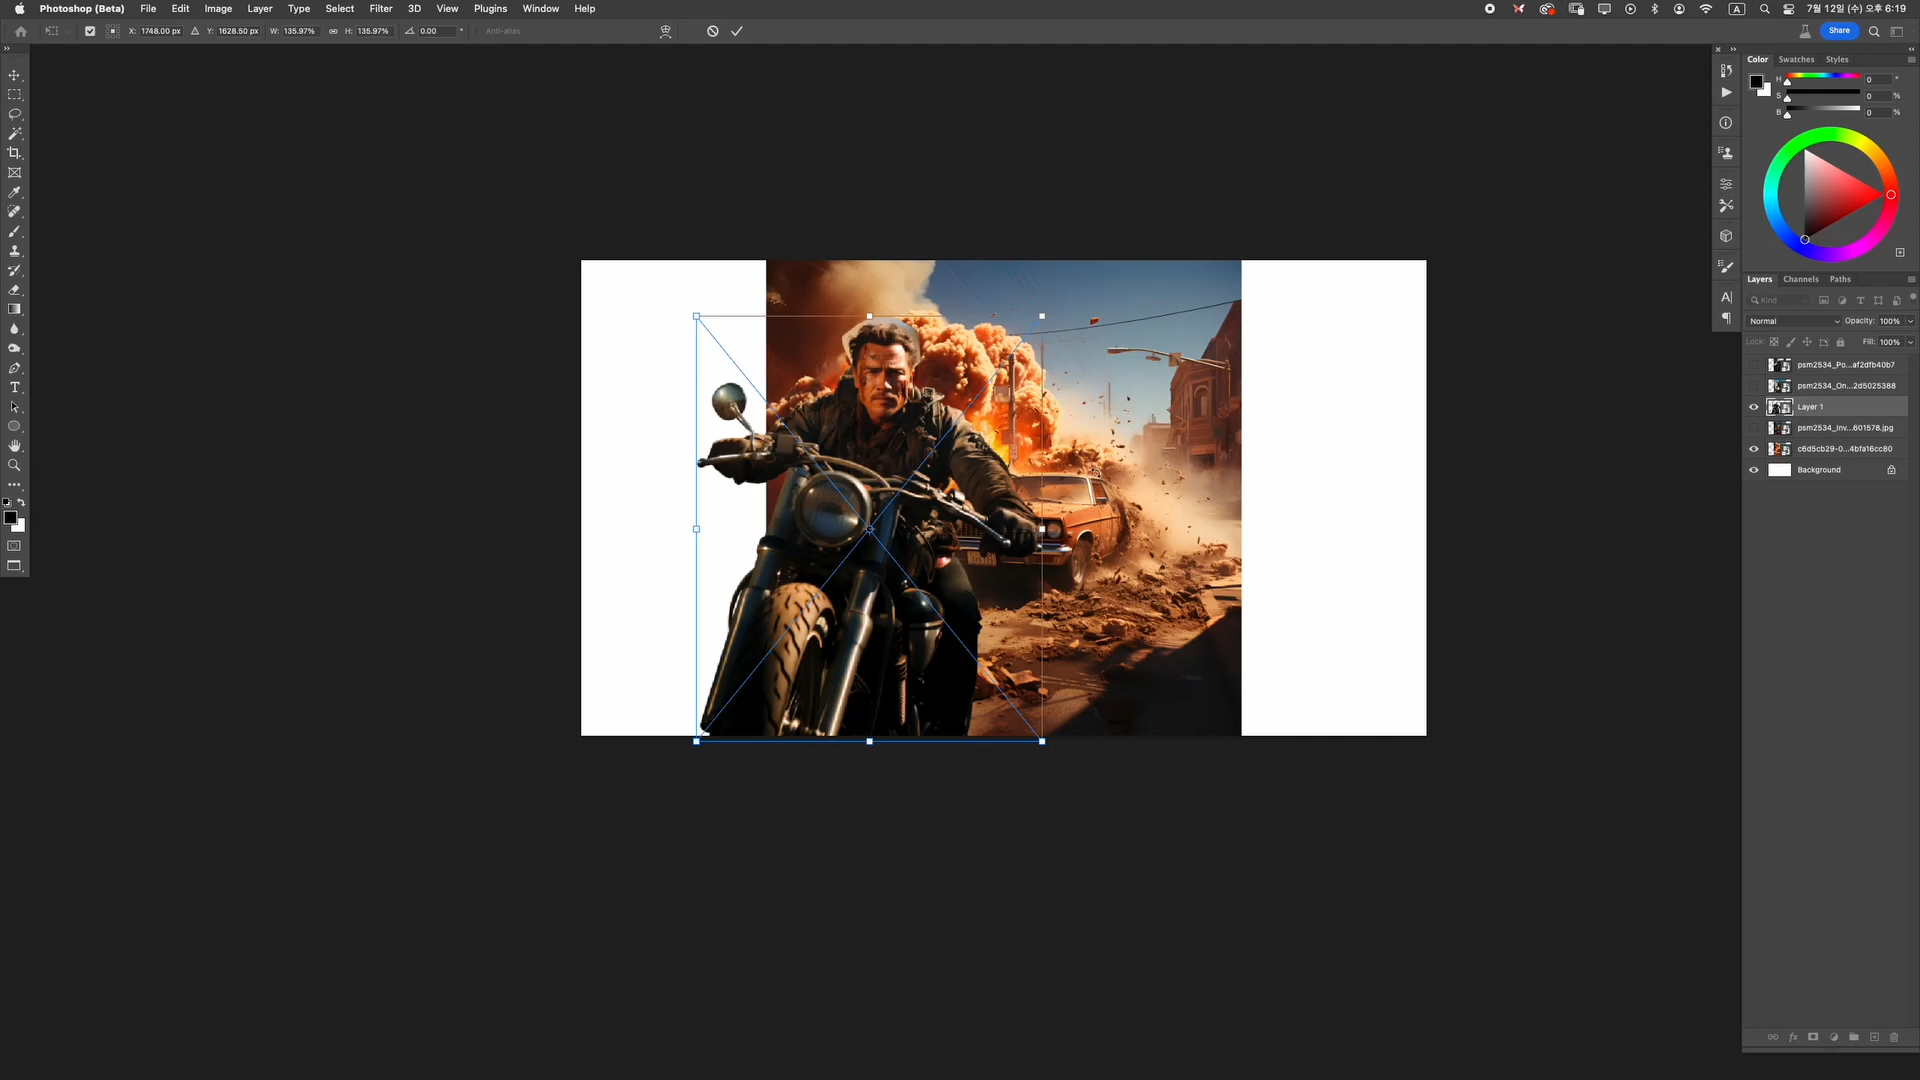 Photoshop (Beta) File Edit Image Layer Type Select Filter 3D View Plugins Window Help A 7월 12일 (수) 오후 6:19
X: 1748.00 px Y: 1628.50 px W: 135.97% H: 135.97% 0.00 ° Anti-alias Share
Color Swatches Styles
H 0 °
S 0 %
B 0 %
Layers Channels Paths
Kind
Normal Opacity: 100%
Lock: Fill: 100%
psm2534_Po...af2dfb40b7
psm2534_On...2d5025388
Layer 1
psm2534_Inv...601578.jpg
c6d5cb29-0...4bfa16cc80
Background